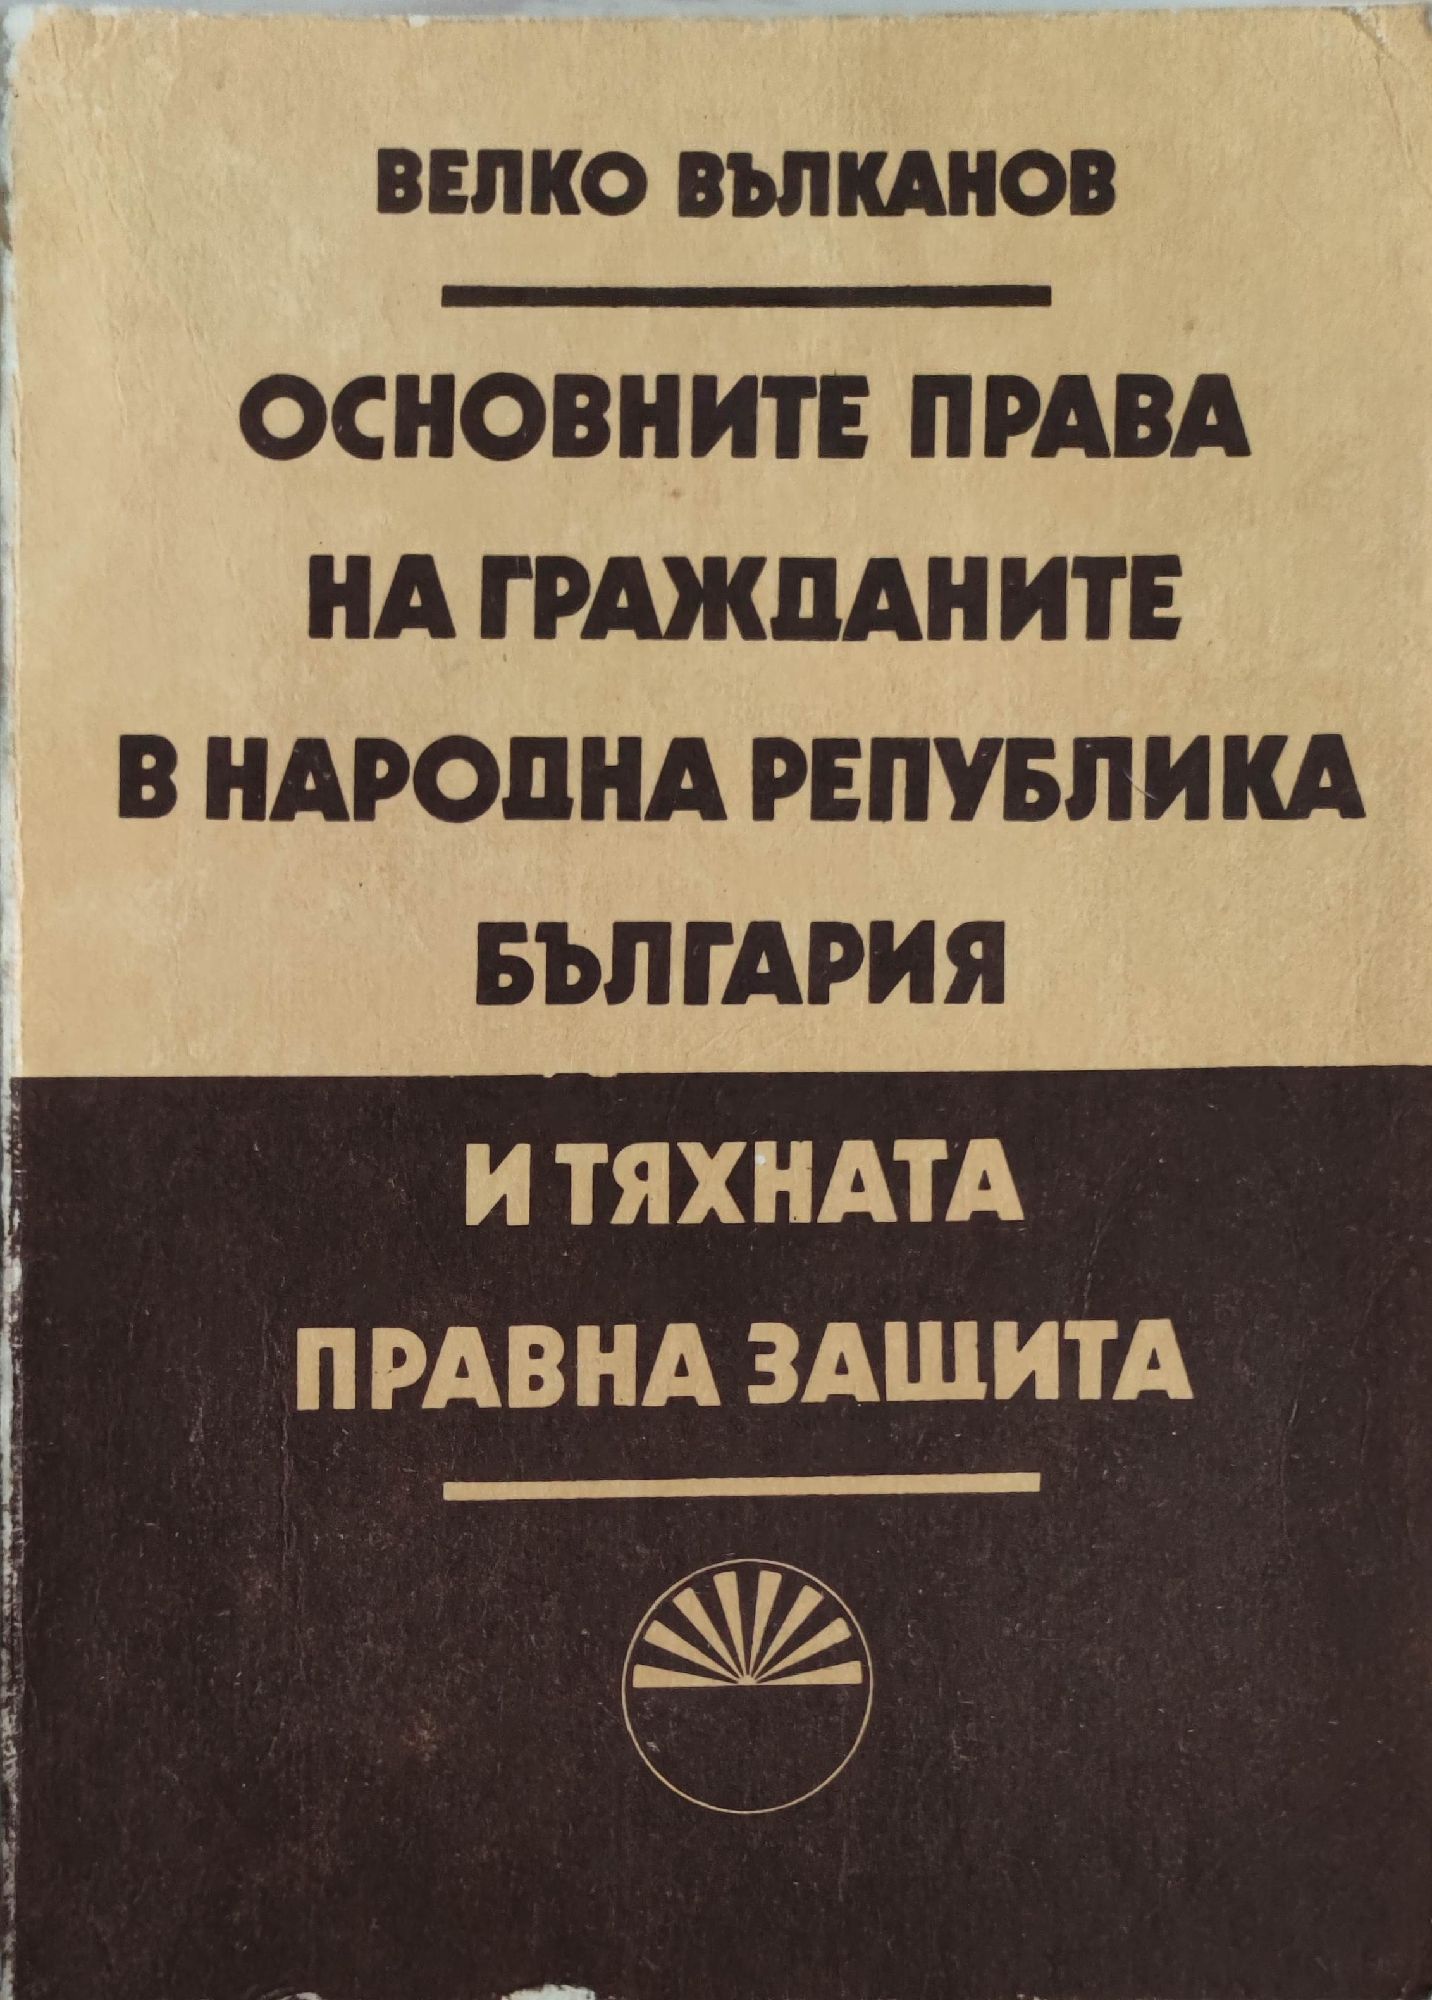 ВЕЛКО ВЪЛКАНОВ
ОСНОВНИТЕ ПРАВА
НА ГРАЖДАНИТЕ
В НАРОДНА РЕПУБЛИКА
БЪЛГАРИЯ
И ТЯХНАТА
ПРАВНА ЗАЩИТА